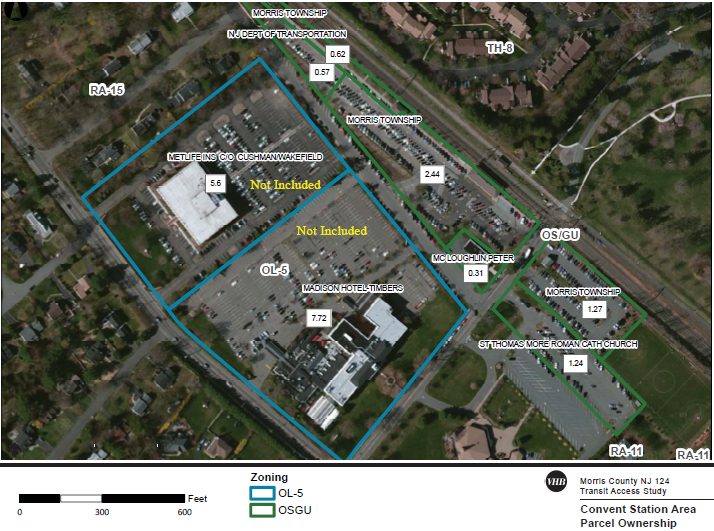 MORRIS TOWNSHIP
NJ DEPT OF TRANSPORTATION
0.62
0.57
TH-8
RA-15
MORRIS TOWNSHIP
METLIFE INS C/O CUSHMAN/WAKEFIELD
5.6
Not Included
2.44
Not Included
OS/GU
MC LOUGHLIN,PETER
0.31
OL-5
MADISON HOTEL-TIMBERS
7.72
MORRIS TOWNSHIP
1.27
ST THOMAS MORE ROMAN CATH CHURCH
1.24
RA-11
RA-11
Zoning
OL-5
OSGU
Feet
0
300
600
VHB
Morris County NJ 124
Transit Access Study
Convent Station Area
Parcel Ownership